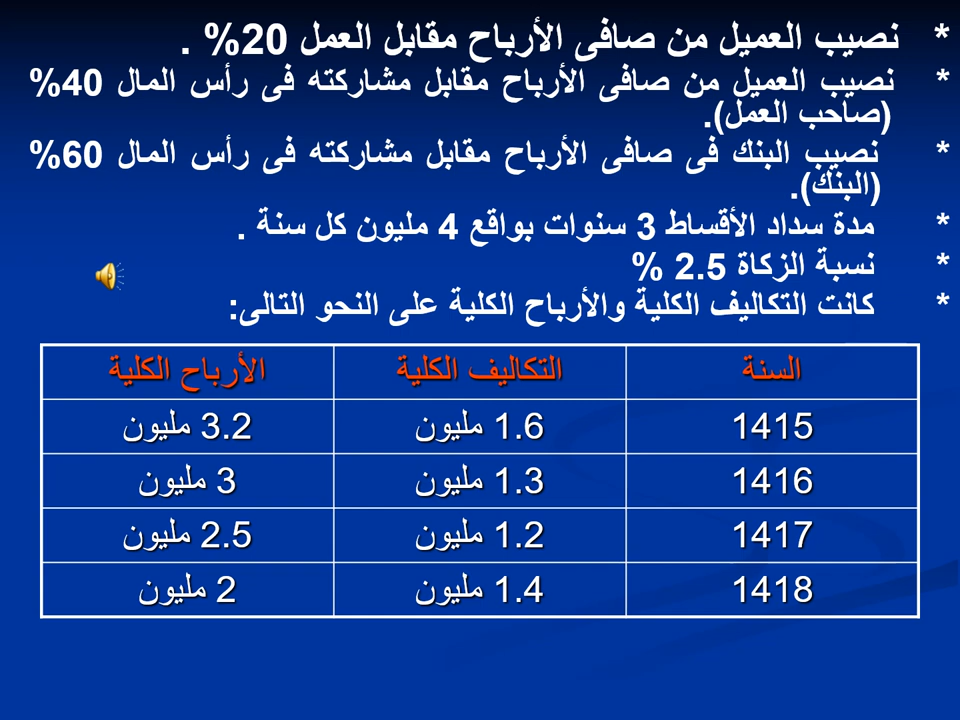 * نصيب العميل من صافى الأرباح مقابل العمل 20% .
* نصيب العميل من صافى الأرباح مقابل مشاركته فى رأس المال 40%
(صاحب العمل).
* نصيب البنك فى صافى الأرباح مقابل مشاركته فى رأس المال 60%
(البنك).
* مدة سداد الأقساط 3 سنوات بواقع 4 مليون كل سنة .
* نسبة الزكاة 2.5 %
* كانت التكاليف الكلية والأرباح الكلية على النحو التالى:
السنة التكاليف الكلية الأرباح الكلية
1415 1.6 مليون 3.2 مليون
1416 1.3 مليون 3 مليون
1417 1.2 مليون 2.5 مليون
1418 1.4 مليون 2 مليون